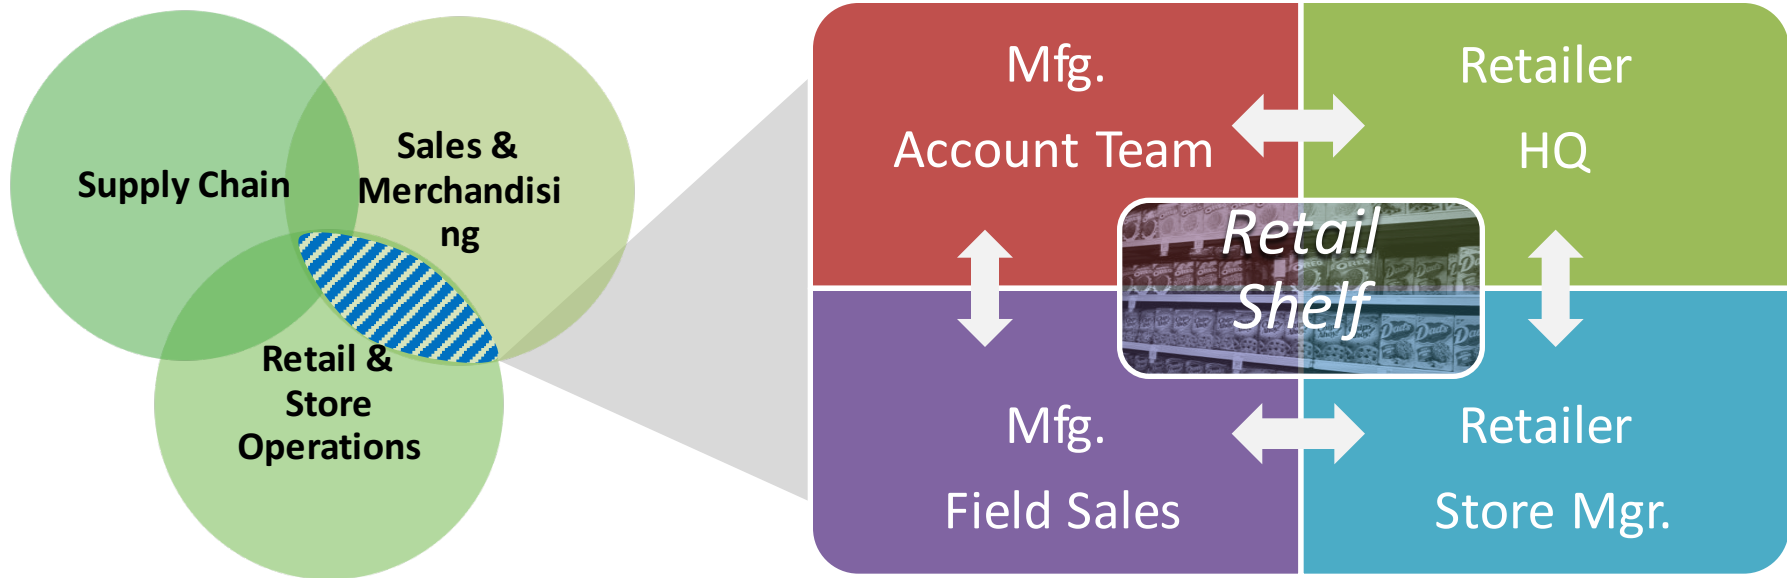 Supply Chain
Sales &
Merchandisi
ng
Retail &
Store
Operations
Mfg.
Account Team
Retailer
HQ
Retail
Shelf
Mfg.
Field Sales
Retailer
Store Mgr.